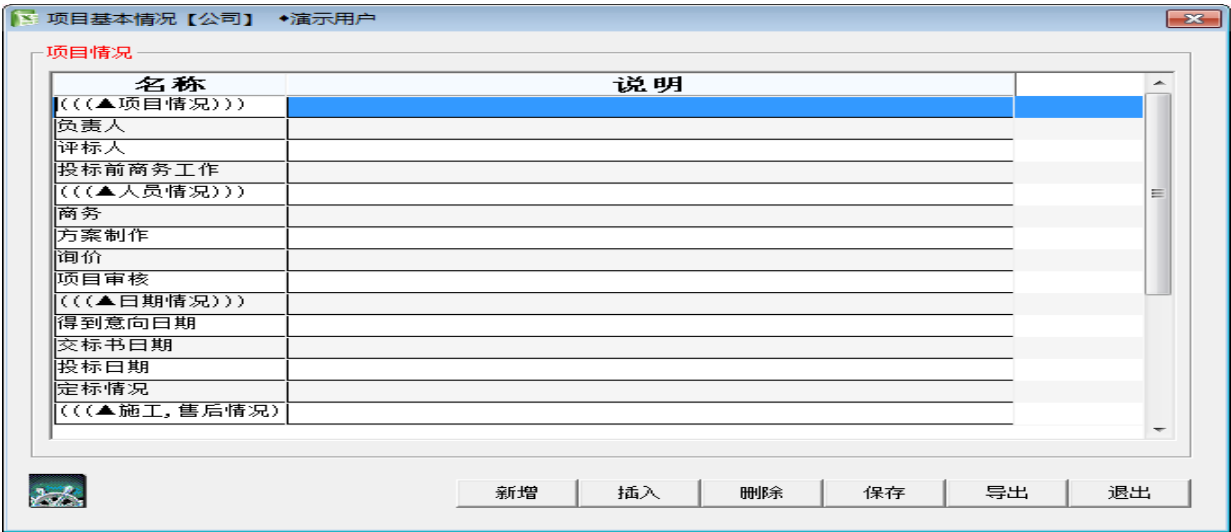 项目基本情况【公司】 ◆演示用户
项目情况
名称 说明
(((▲项目情况)))
负责人
评标人
投标前商务工作
(((▲人员情况)))
商务
方案制作
询价
项目审核
(((▲日期情况)))
得到意向日期
交标书日期
投标日期
定标情况
(((▲施工,售后情况)
新增 插入 删除 保存 导出 退出